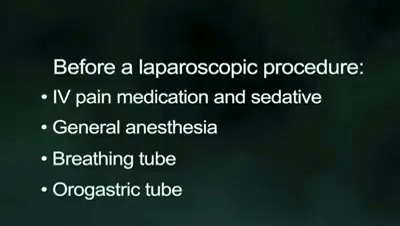 Before a laparoscopic procedure:
• IV pain medication and sedative
• General anesthesia
• Breathing tube
• Orogastric tube